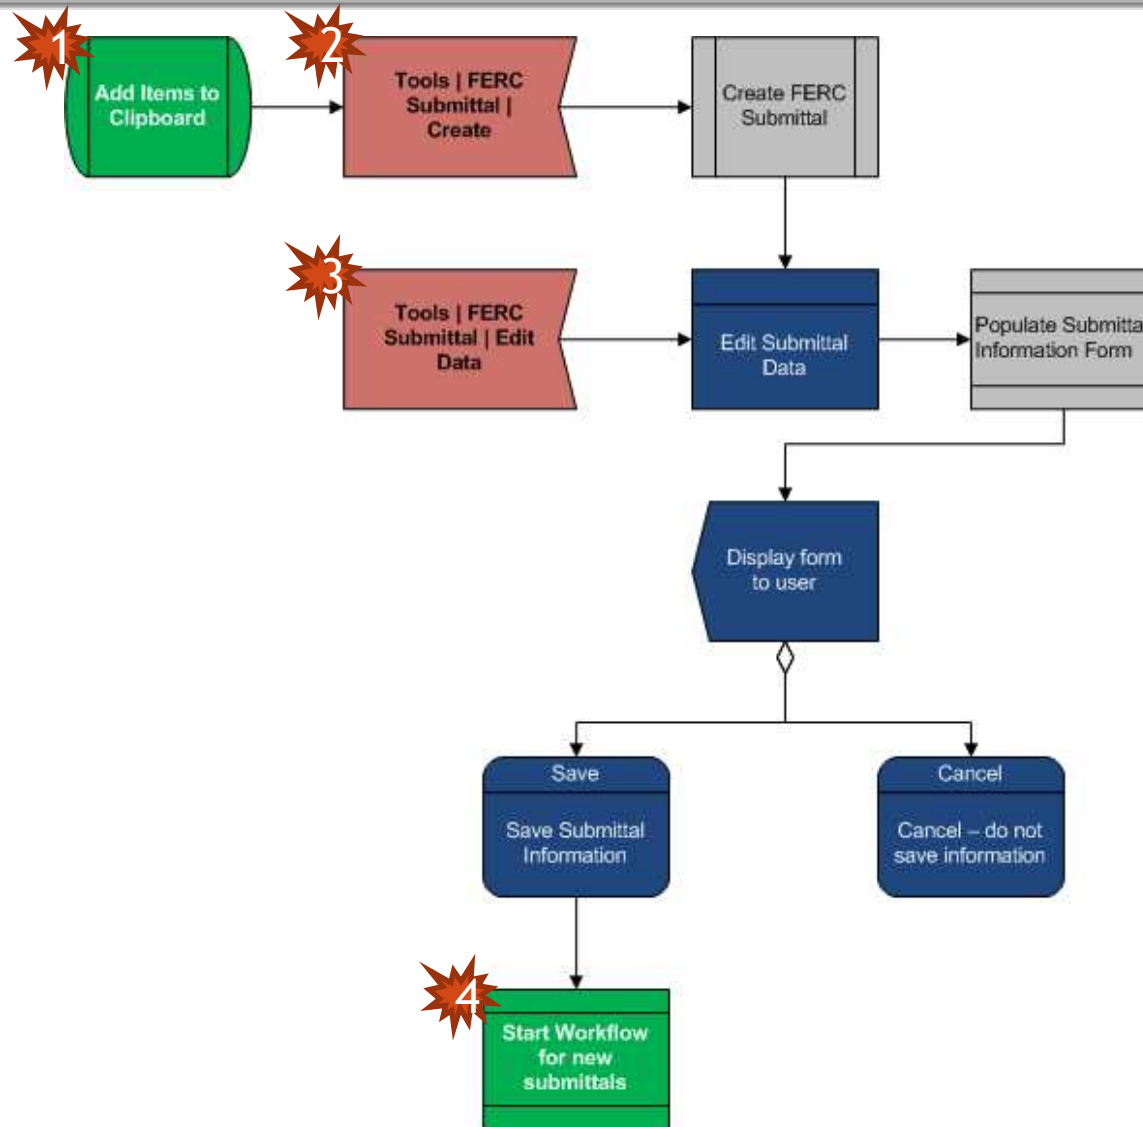 1
Add Items to
Clipboard
2
Tools | FERC
Submittal |
Create
Create FERC
Submittal
3
Tools | FERC
Submittal | Edit
Data
Edit Submittal
Data
Populate Submitta
Information Form
Display form
to user
Save
Save Submittal
Information
Cancel
Cancel – do not
save information
4
Start Workflow
for new
submittals